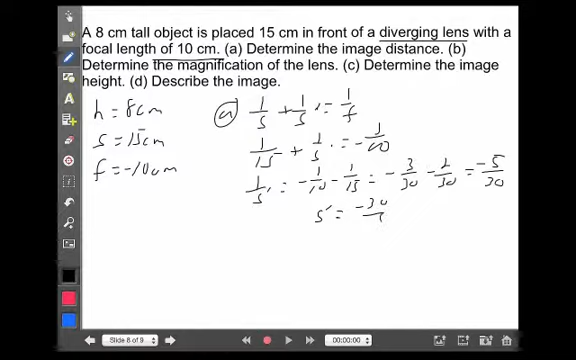 A 8 cm tall object is placed 15 cm in front of a diverging lens with a
focal length of 10 cm. (a) Determine the image distance. (b)
Determine the magnification of the lens. (c) Determine the image
height. (d) Describe the image.
h = 8cm
s = 15cm
f = -10cm
(a) 1/s + 1/s' = 1/f
1/15 + 1/s' = -1/10
1/s' = -1/10 - 1/15 = -3/30 - 2/30 = -5/30
s' = -30/
Slide 8 of 9
00:00:00